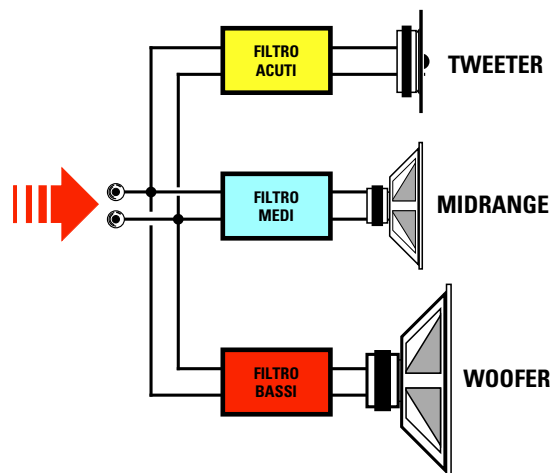 FILTRO
ACUTI
TWEETER
FILTRO
MEDI
MIDRANGE
FILTRO
BASSI
WOOFER